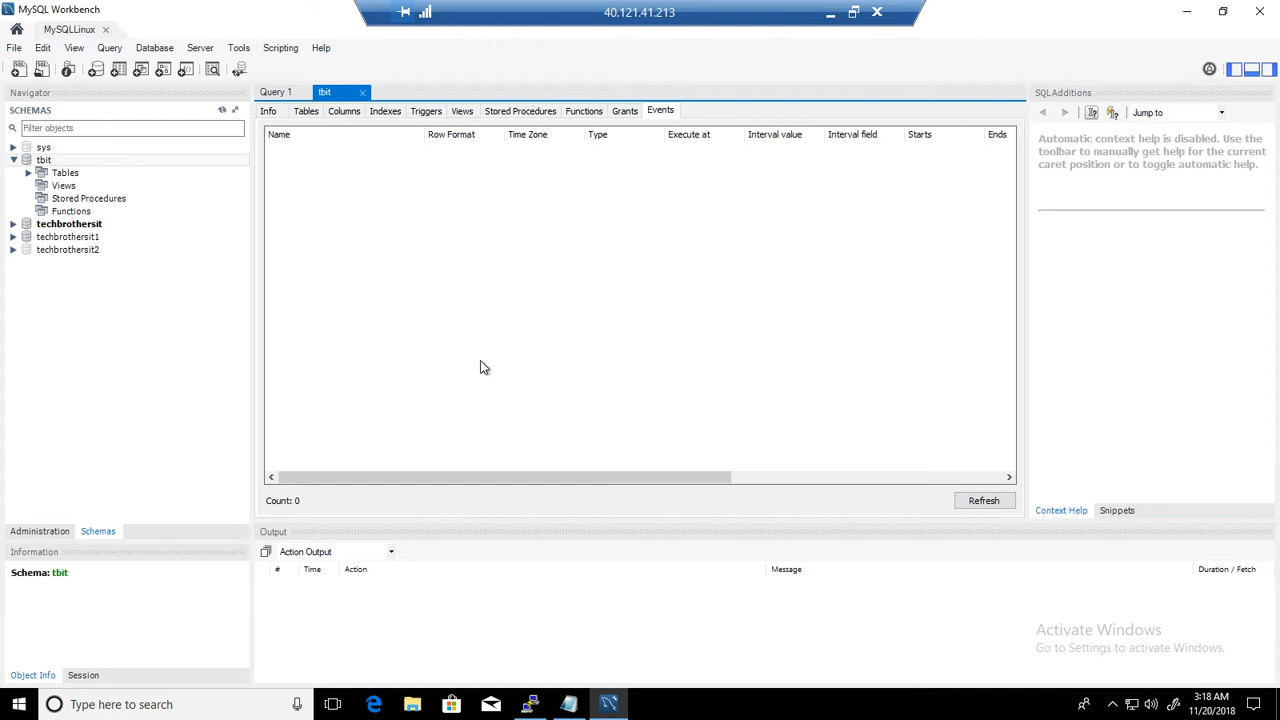 MySQL Workbench
40.121.41.213
MySQLLinux
File Edit View Query Database Server Tools Scripting Help
Navigator
SCHEMAS
Filter objects
sys
tbit
Tables
Views
Stored Procedures
Functions
techbrothersit
techbrothersit1
techbrothersit2
Administration Schemas
Information
Schema: tbit
Object Info Session
Query 1 tbit
Info Tables Columns Indexes Triggers Views Stored Procedures Functions Grants Events
Name Row Format Time Zone Type Execute at Interval value Interval field Starts Ends
Count: 0
Refresh
Output
Action Output
# Time Action Message Duration / Fetch
SQLAdditions
Jump to
Automatic context help is disabled. Use the
toolbar to manually get help for the current
caret position or to toggle automatic help.
Context Help Snippets
Activate Windows
Go to Settings to activate Windows.
Type here to search
3:18 AM
11/20/2018